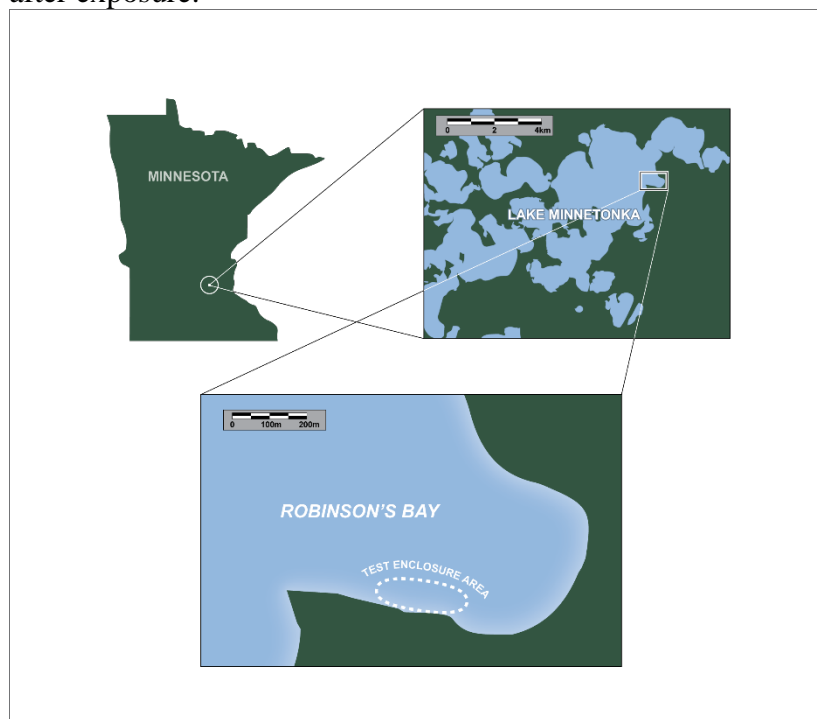 after exposure.
MINNESOTA
0 2 4km
LAKE MINNETONKA
0 100m 200m
ROBINSON'S BAY
TEST ENCLOSURE AREA